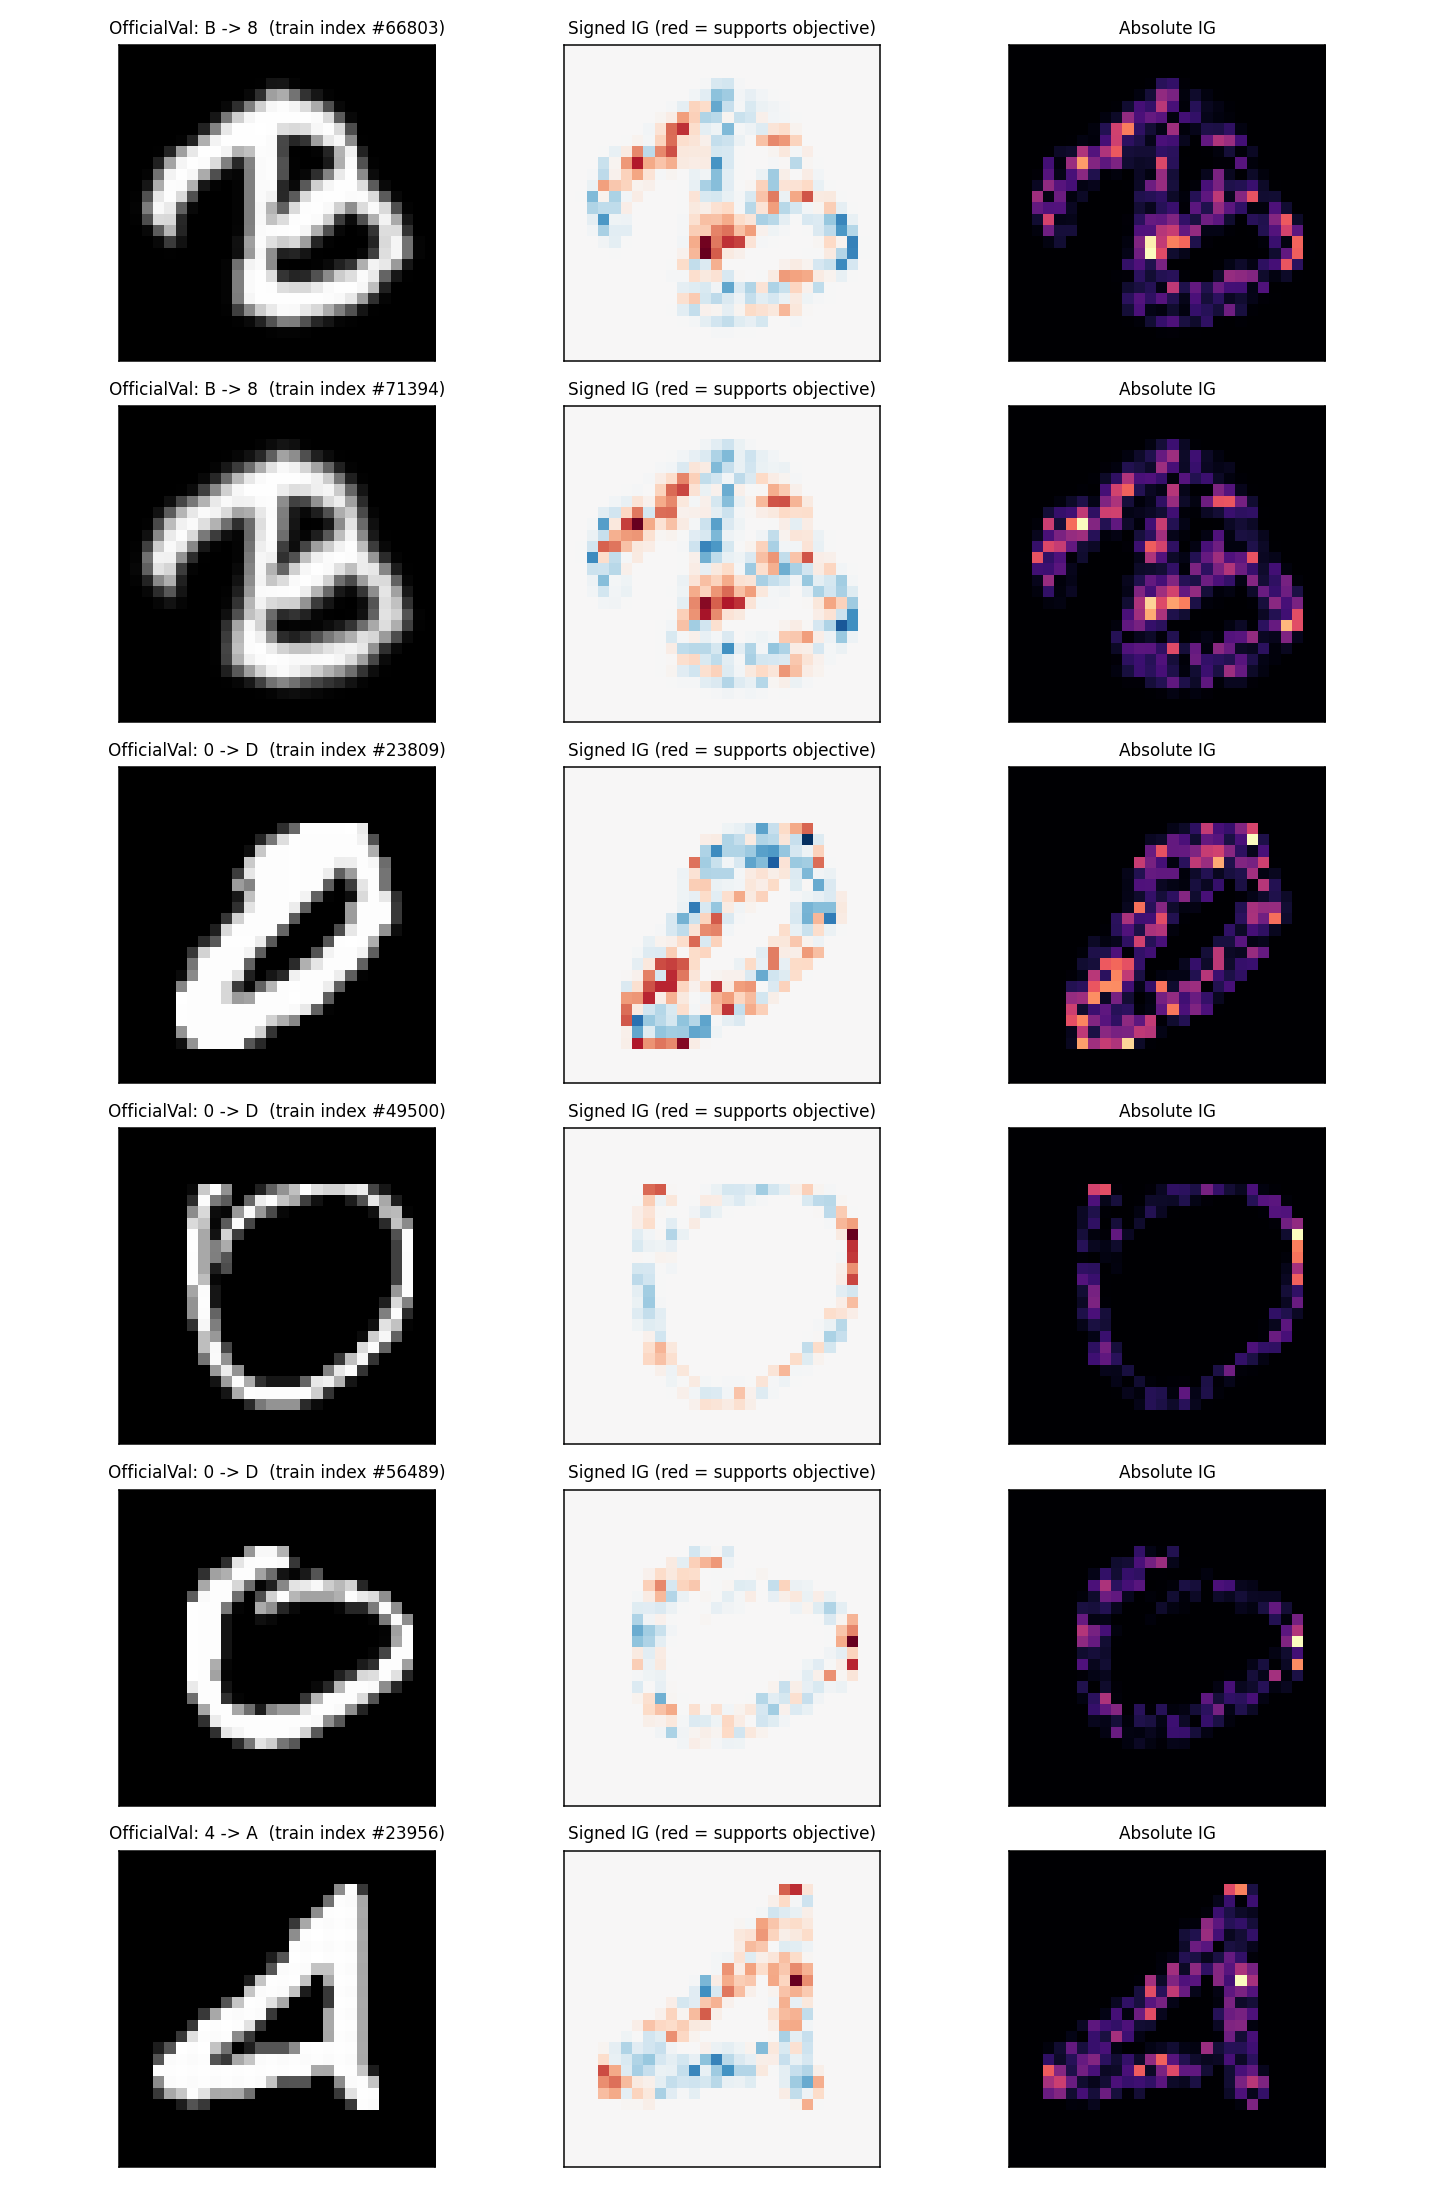 OfficialVal: B -> 8  (train index #66803)
Signed IG (red = supports objective)
Absolute IG
OfficialVal: B -> 8  (train index #71394)
Signed IG (red = supports objective)
Absolute IG
OfficialVal: 0 -> D  (train index #23809)
Signed IG (red = supports objective)
Absolute IG
OfficialVal: 0 -> D  (train index #49500)
Signed IG (red = supports objective)
Absolute IG
OfficialVal: 0 -> D  (train index #56489)
Signed IG (red = supports objective)
Absolute IG
OfficialVal: 4 -> A  (train index #23956)
Signed IG (red = supports objective)
Absolute IG